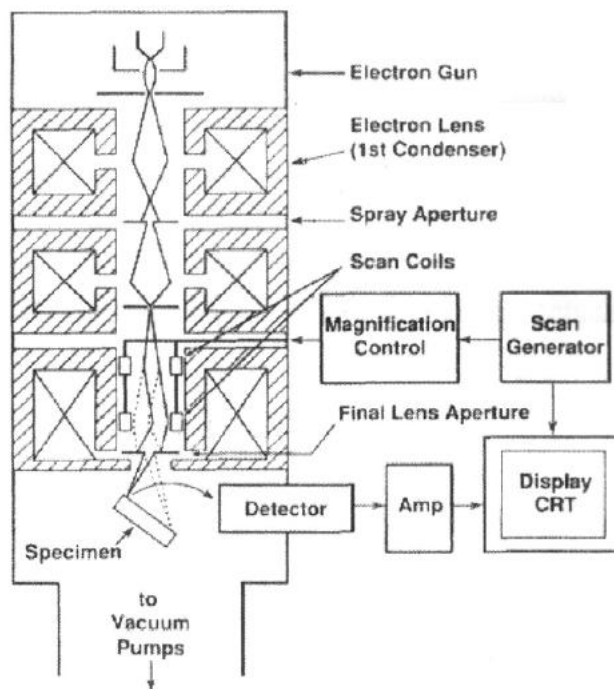 Electron Gun
Electron Lens
(1st Condenser)
Spray Aperture
Scan Coils
Magnification
Control
Scan
Generator
Final Lens Aperture
Display
CRT
Detector
Amp
Specimen
to
Vacuum
Pumps